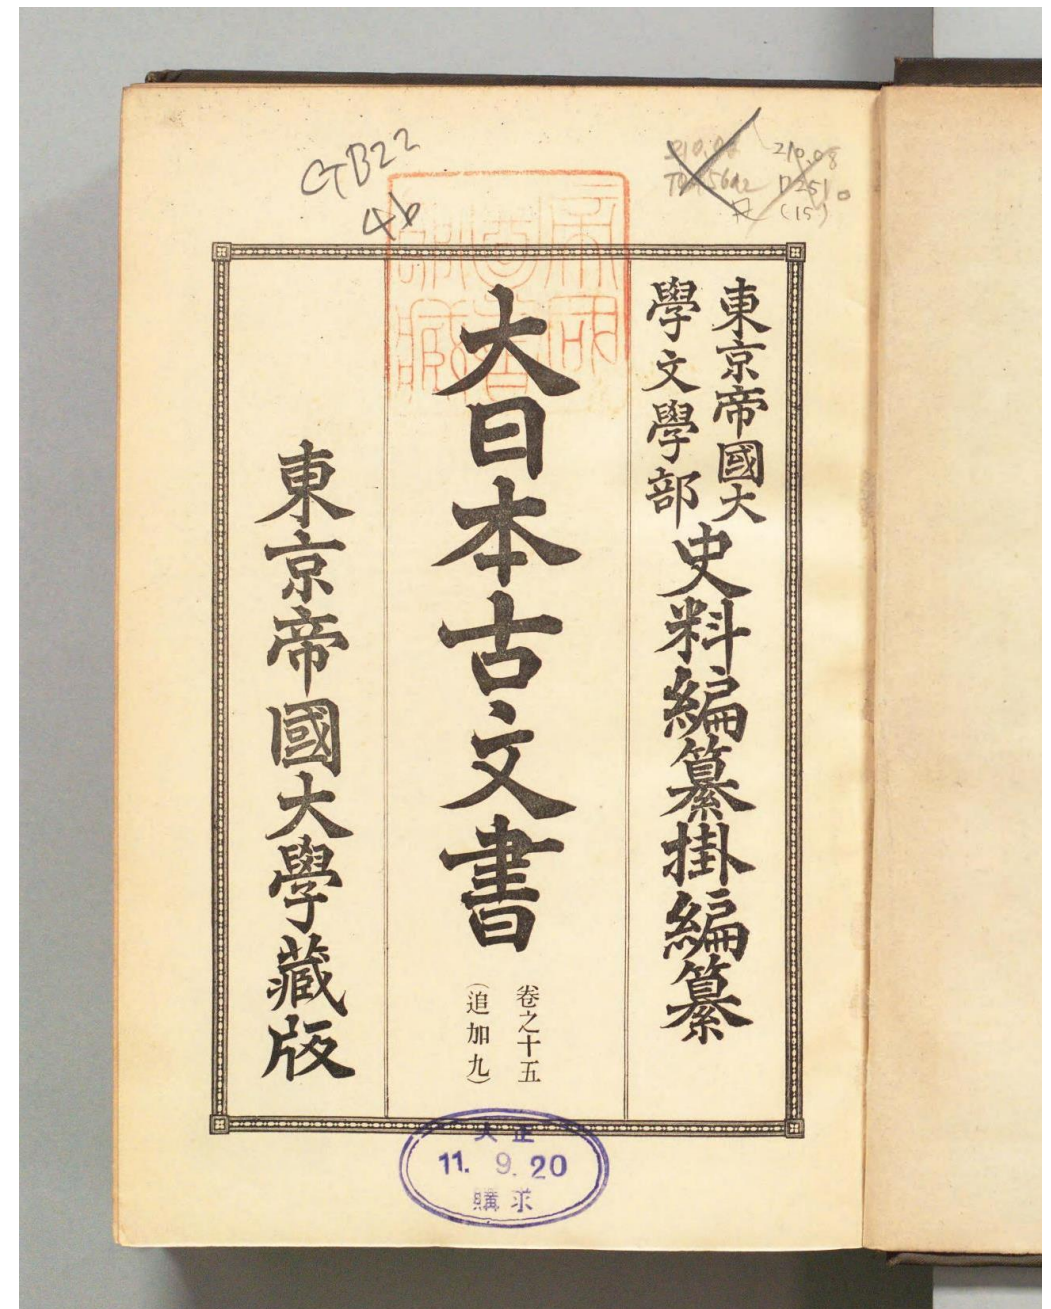 GB22
46
210.08
D251
(15)
東京帝國大
學文學部
史料編纂掛編纂
大日本古文書
卷之十五
(追加九)
東京帝國大學藏版
大正
11. 9. 20
購求